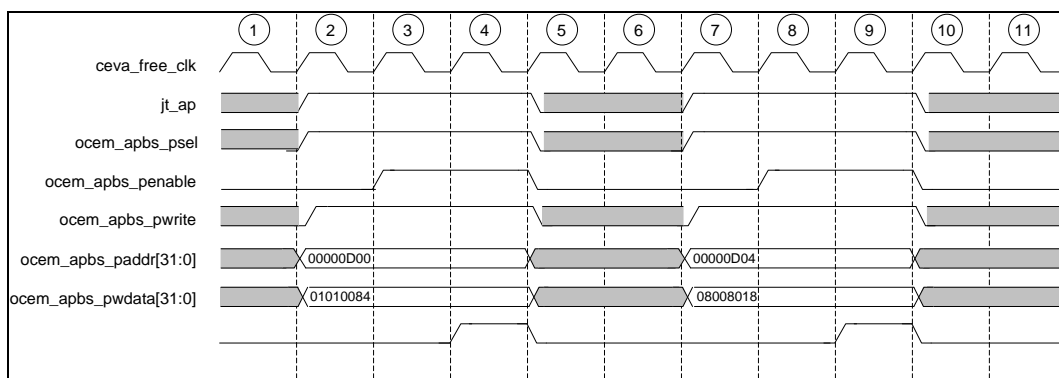 1 2 3 4 5 6 7 8 9 10 11
ceva_free_clk
jt_ap
ocem_apbs_psel
ocem_apbs_penable
ocem_apbs_pwrite
ocem_apbs_paddr[31:0] 00000D00 00000D04
ocem_apbs_pwdata[31:0] 01010084 08008018